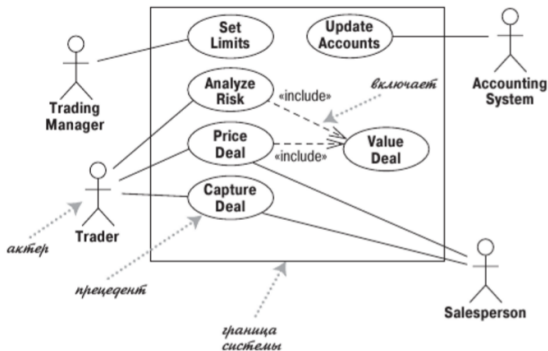 Set
Limits
Update
Accounts
Trading
Manager
Accounting
System
Analyze
Risk
«include»
включает
Price
Deal
«include»
Value
Deal
Capture
Deal
Trader
актер
прецедент
граница
системы
Salesperson